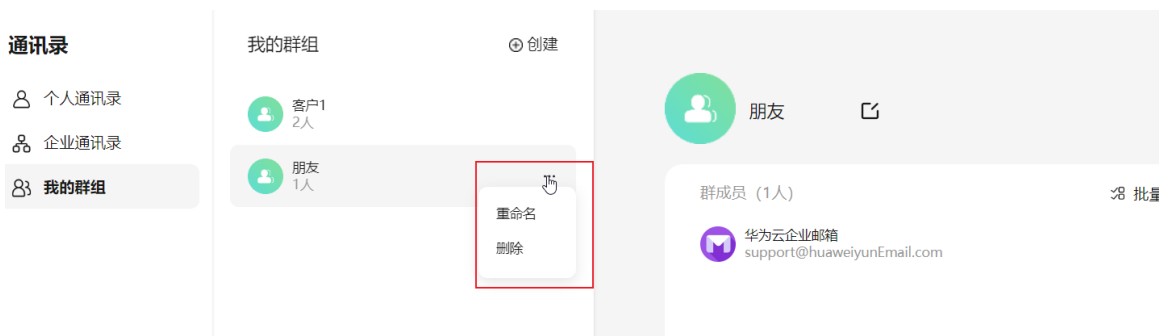 通讯录
个人通讯录
企业通讯录
我的群组
我的群组
创建
客户1
2人
朋友
1人
重命名
删除
朋友
群成员（1人）
批量
华为云企业邮箱
support@huaweiyunEmail.com